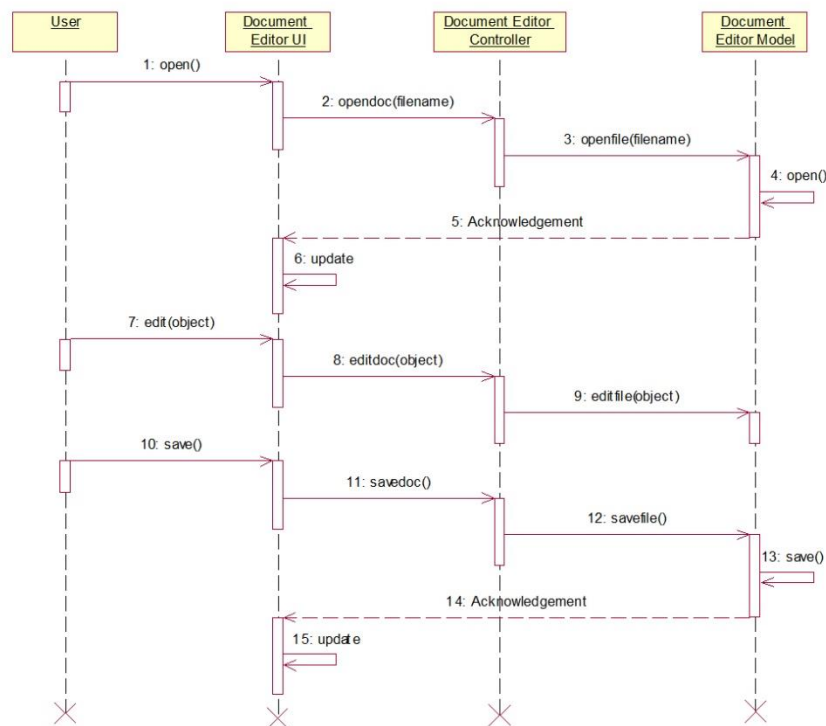 User
Document
Editor UI
Document Editor
Controller
Document
Editor Model
1: open()
2: opendoc(filename)
3: openfile(filename)
4: open()
5: Acknowledgement
6: update
7: edit(object)
8: editdoc(object)
9: editfile(object)
10: save()
11: savedoc()
12: savefile()
13: save()
14: Acknowledgement
15: update